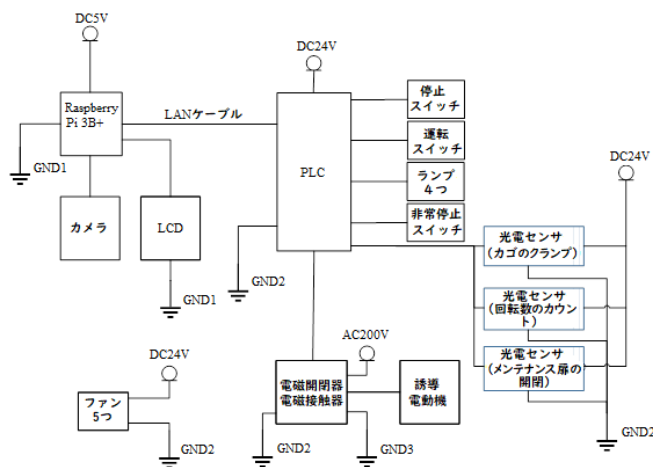 DC5V
Raspberry
Pi 3B+
GND1
LANケーブル
カメラ
LCD
GND1
DC24V
PLC
GND2
停止
スイッチ
運転
スイッチ
ランプ
4つ
非常停止
スイッチ
DC24V
光電センサ
(カゴのクランプ)
光電センサ
(回転数のカウン
ト)
光電センサ
(メンテナンス扉の
開閉)
GND2
DC24V
ファン
5つ
GND2
AC200V
電磁開閉器
電磁接触器
誘導
電動機
GND2
GND3